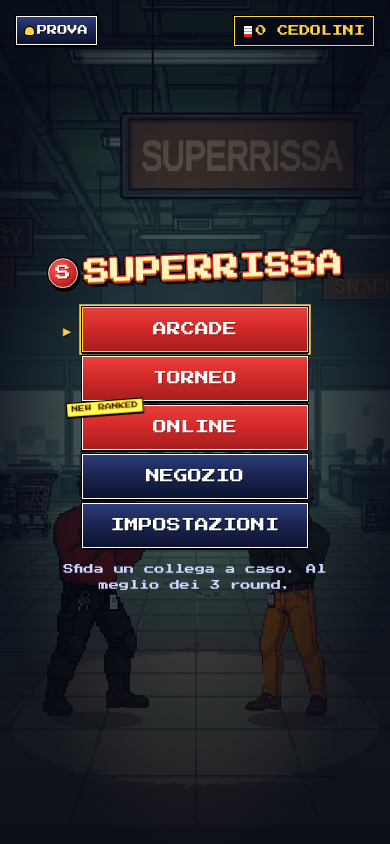 PROVA
0 CEDOLINI
SUPERRISSA
S SUPERRISSA
SNACK
ARCADE
TORNEO
NEW RANKED
ONLINE
NEGOZIO
IMPOSTAZIONI
Sfida un collega a caso. Al
meglio dei 3 round.